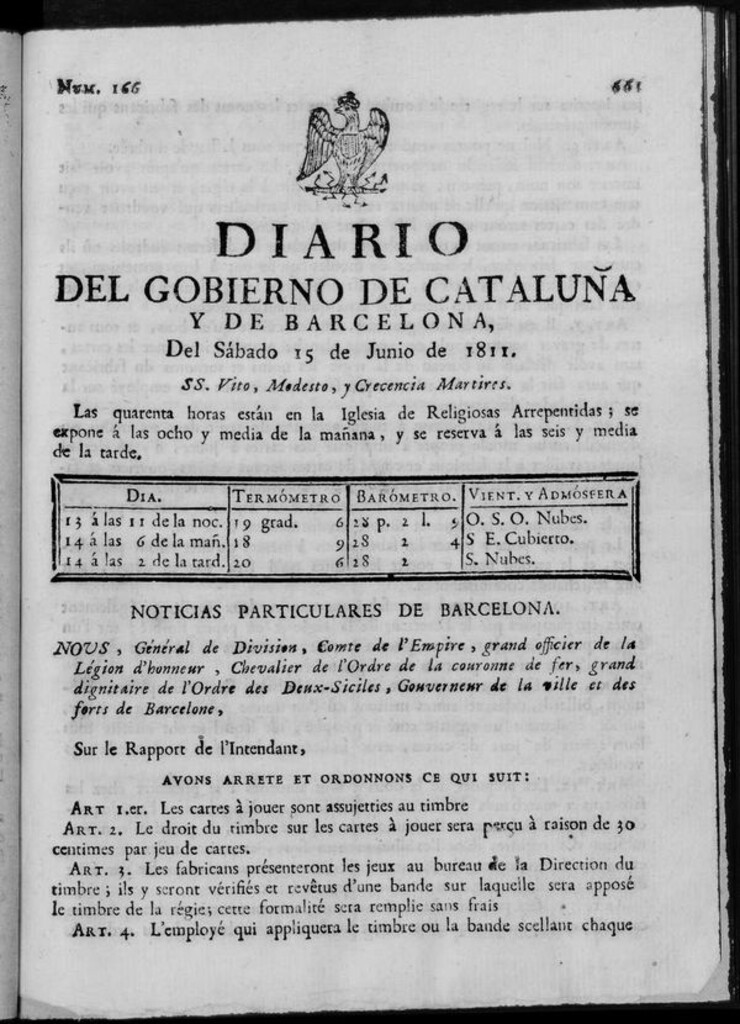 Num. 166
661
DIARIO
DEL GOBIERNO DE CATALUÑA
Y DE BARCELONA,
Del Sábado 15 de Junio de 1811.
SS. Vito, Modesto, y Crecencia Martires.
Las quarenta horas están en la Iglesia de Religiosas Arrepentidas; se
expone á las ocho y media de la mañana, y se reserva á las seis y media
de la tarde.
DIA. TERMÓMETRO BARÓMETRO. VIENT. Y ADMÓSFERA
13 á las 11 de la noc. 19 grad. 6 28 p. 2 l. 9 O. S. O. Nubes.
14 á las 6 de la mañ. 18 9 28 2 4 S E. Cubierto.
14 á las 2 de la tard. 20 6 28 2 S. Nubes.
NOTICIAS PARTICULARES DE BARCELONA.
NOUS, Général de Division, Comte de l'Empire, grand officier de la
Légion d'honneur, Chevalier de l'Ordre de la couronne de fer, grand
dignitaire de l'Ordre des Deux-Siciles, Gouverneur de la ville et des
forts de Barcelone,
Sur le Rapport de l'Intendant,
AVONS ARRETE ET ORDONNONS CE QUI SUIT:
ART 1.er. Les cartes à jouer sont assujetties au timbre
ART. 2. Le droit du timbre sur les cartes à jouer sera perçu à raison de 30
centimes par jeu de cartes.
ART. 3. Les fabricans présenteront les jeux au bureau de la Direction du
timbre; ils y seront vérifiés et revêtus d'une bande sur laquelle sera apposé
le timbre de la régie; cette formalité sera remplie sans frais
ART. 4. L'employé qui appliquera le timbre ou la bande scellant chaque